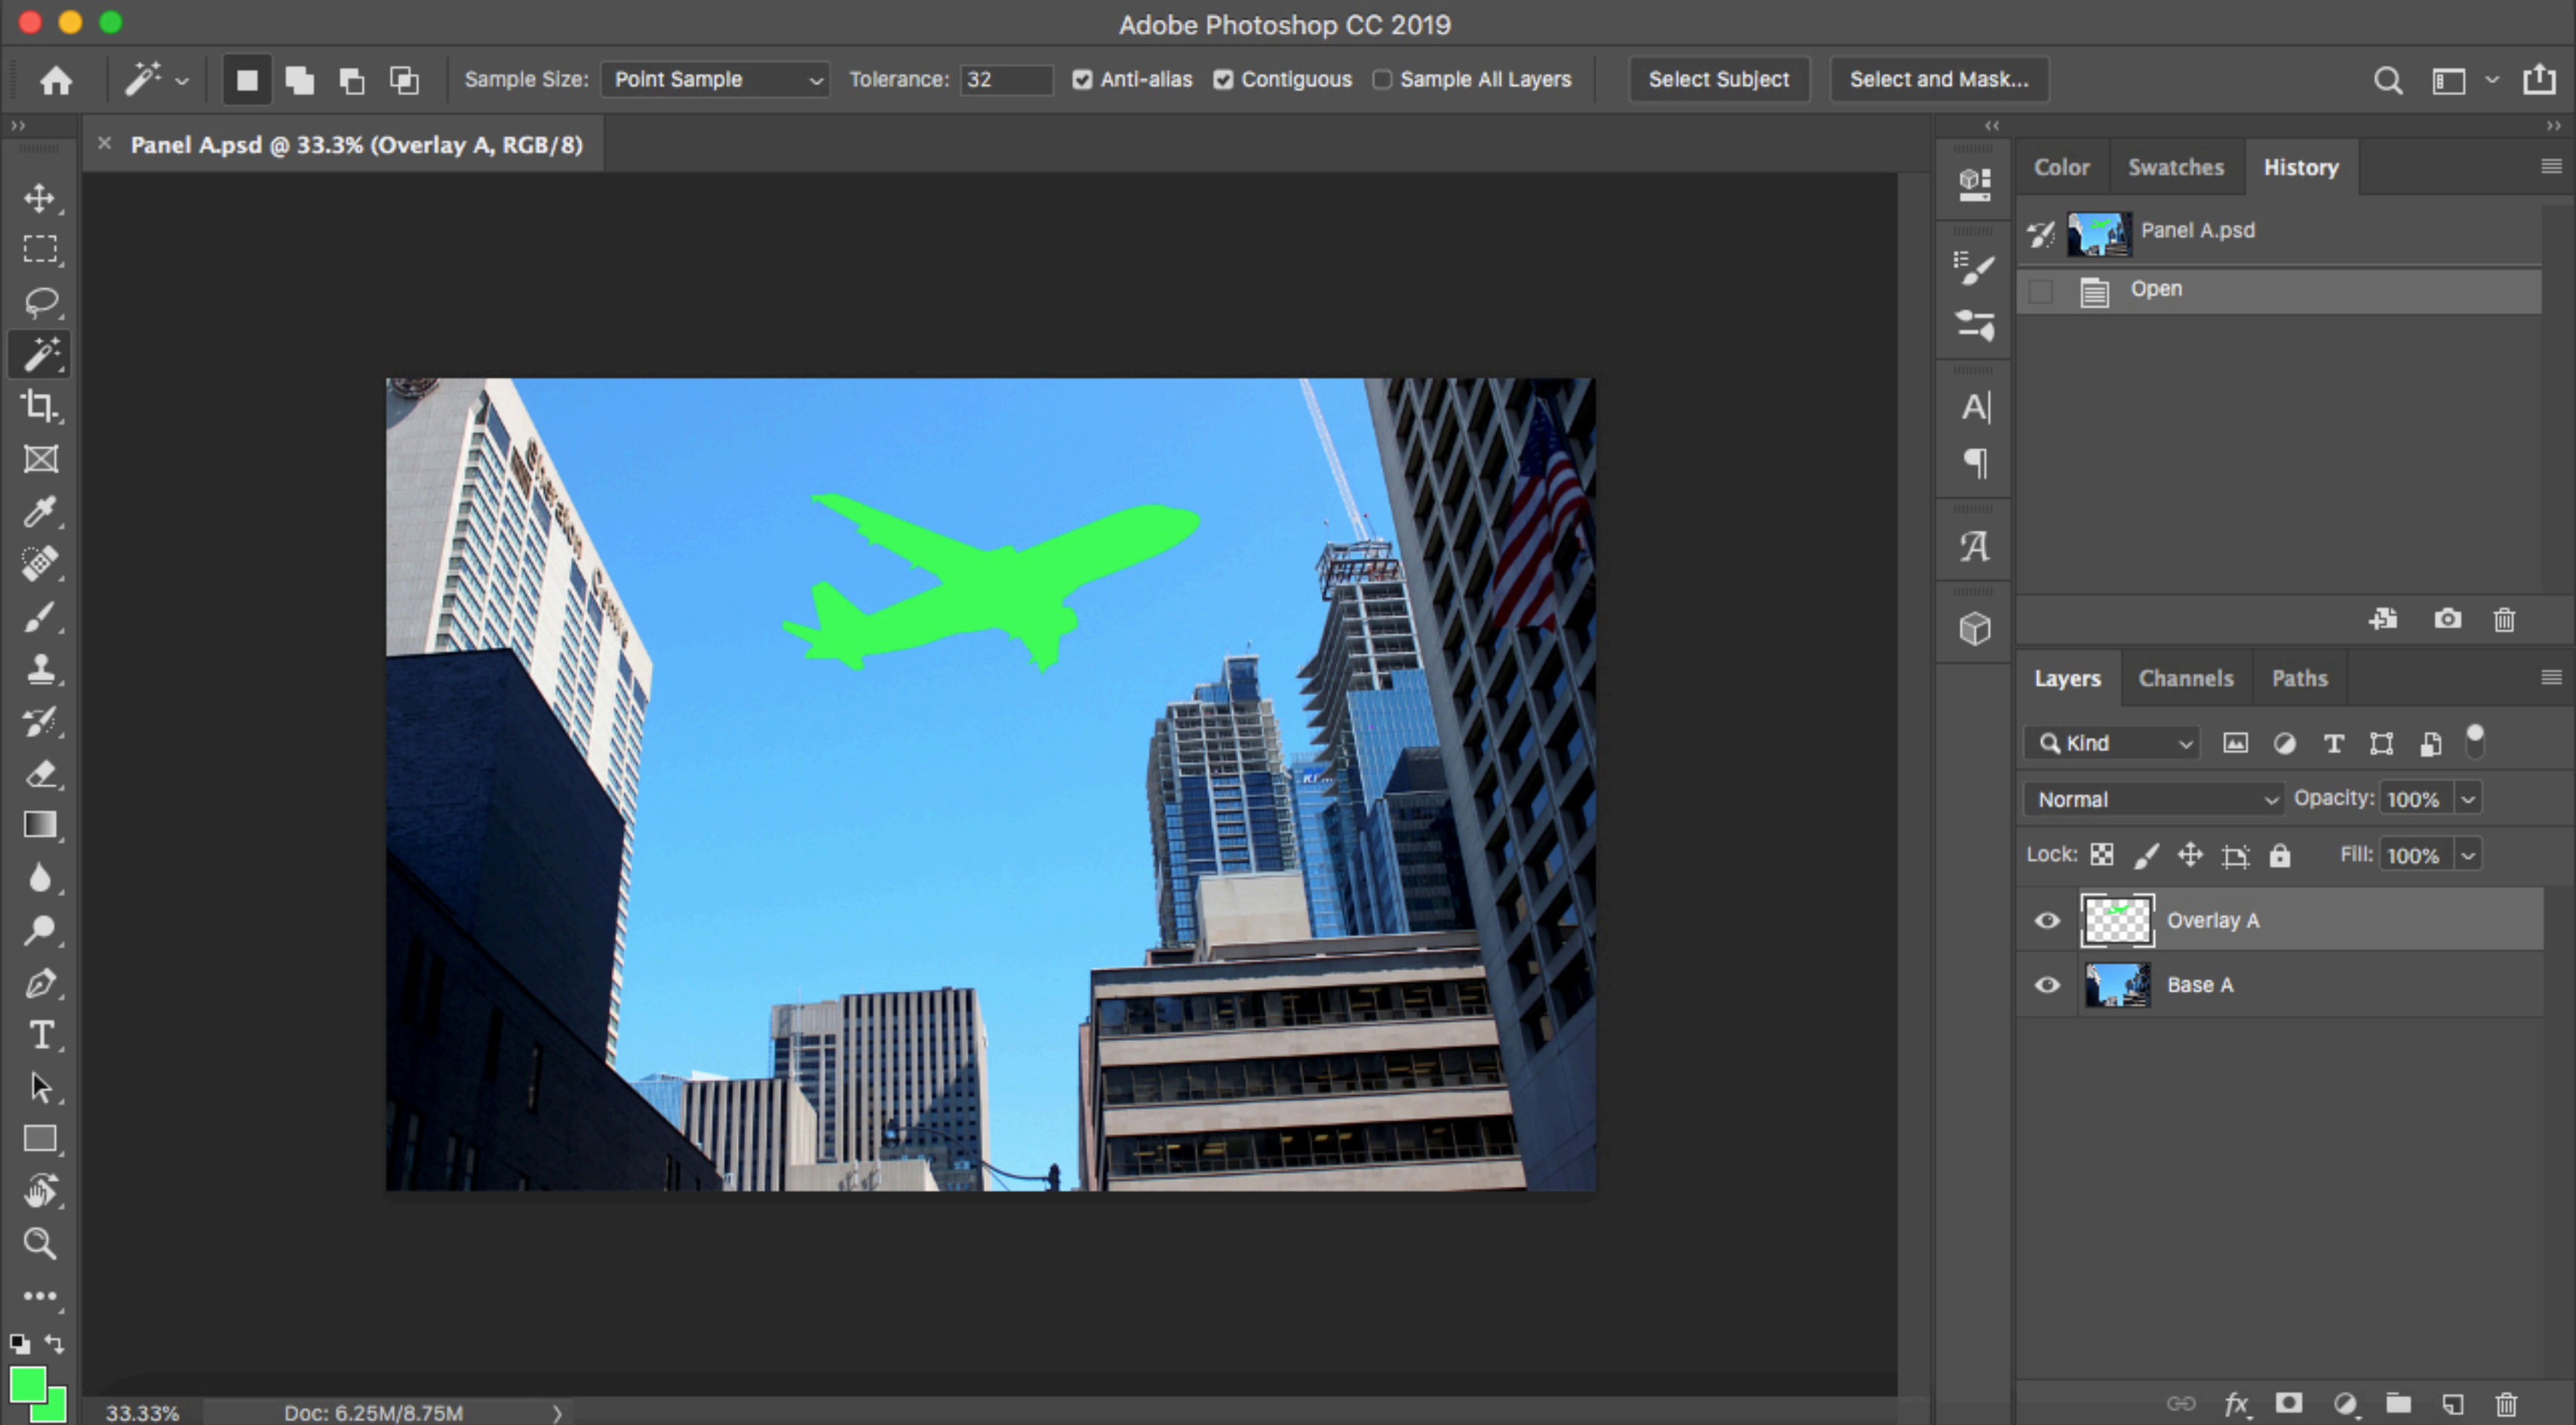 Adobe Photoshop CC 2019
Sample Size: Point Sample Tolerance: 32 Anti-alias Contiguous Sample All Layers Select Subject Select and Mask...
Panel A.psd @ 33.3% (Overlay A, RGB/8)
Color Swatches History
Panel A.psd
Open
Sheraton Centre
Layers Channels Paths
Kind
Normal Opacity: 100%
Lock: Fill: 100%
Overlay A
Base A
33.33% Doc: 6.25M/8.75M